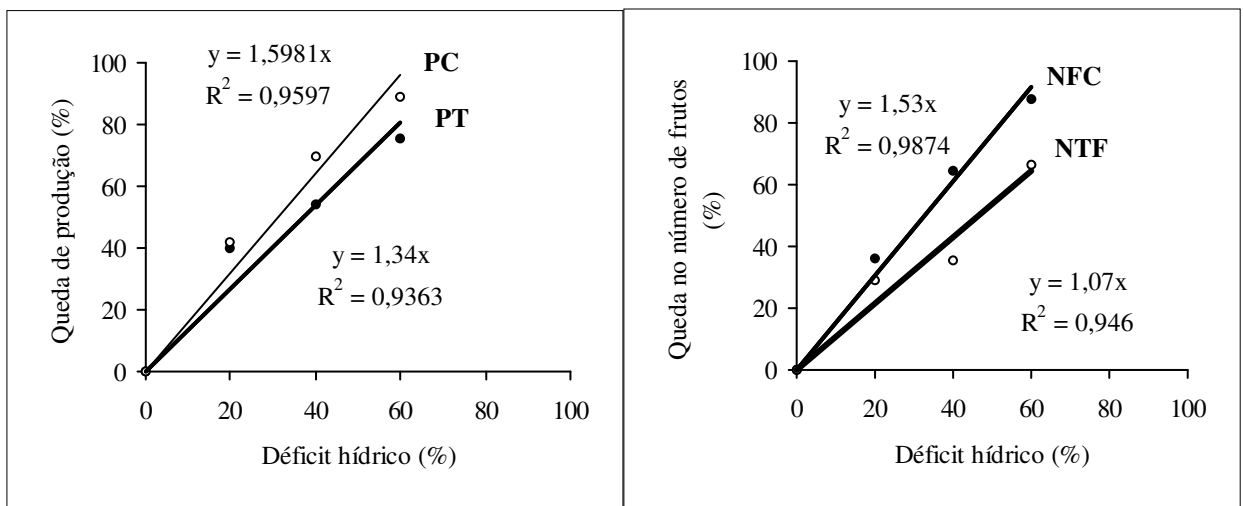 y = 1,5981x
R² = 0,9597
PC
PT
y = 1,34x
R² = 0,9363
Queda de produção (%)
100
80
60
40
20
0
0 20 40 60 80 100
Déficit hídrico (%)
NFC
y = 1,53x
R² = 0,9874
NTF
y = 1,07x
R² = 0,946
Queda no número de frutos
(%)
100
80
60
40
20
0
0 20 40 60 80 100
Déficit hídrico (%)